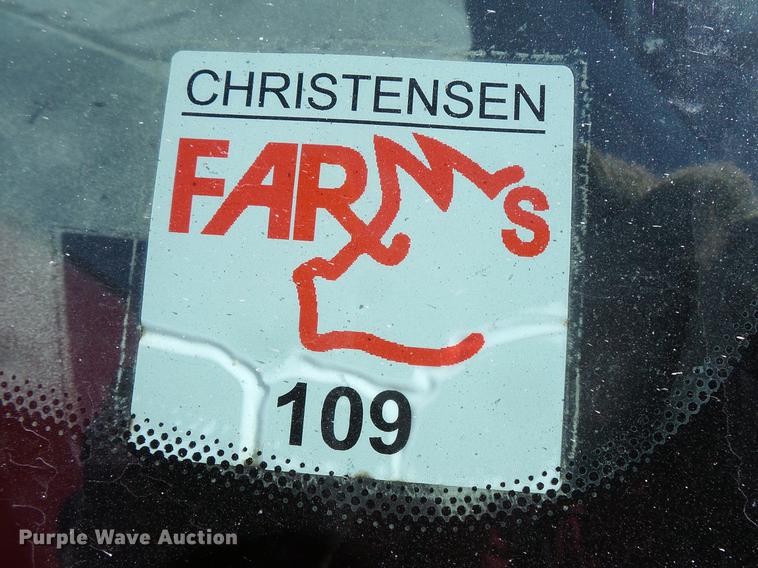 CHRISTENSEN
FARMS
109
Purple Wave Auction